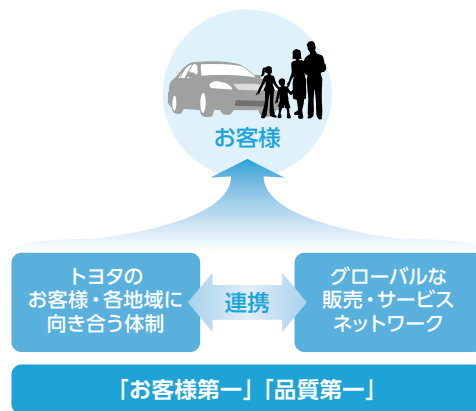 お客様
トヨタの
お客様・各地域に
向き合う体制
連携
グローバルな
販売・サービス
ネットワーク
「お客様第一」「品質第一」